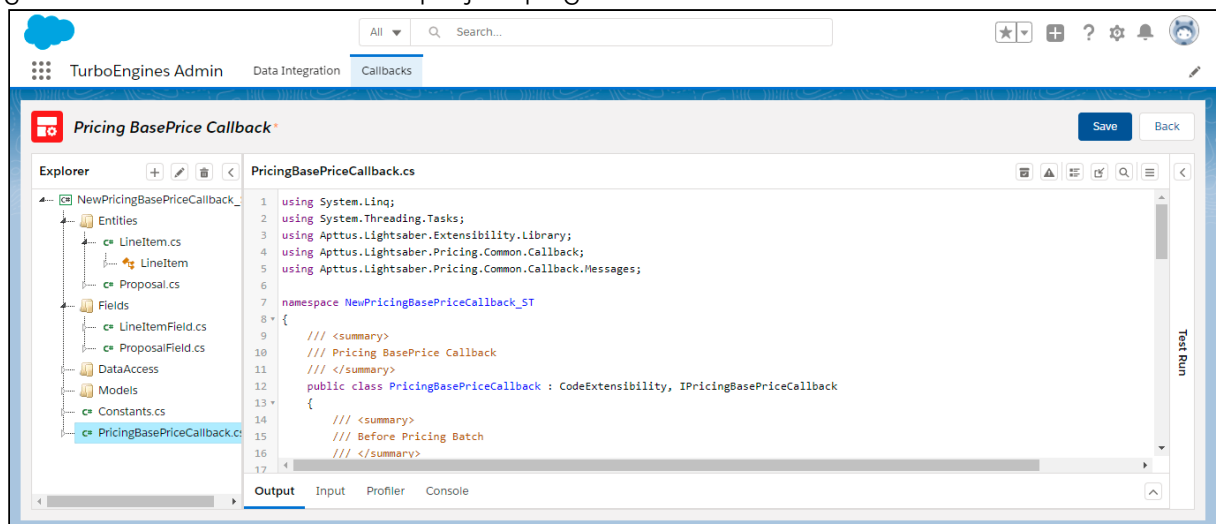 All Search...
TurboEngines Admin Data Integration Callbacks
Pricing BasePrice Callback* Save Back
Explorer PricingBasePriceCallback.cs
NewPricingBasePriceCallback_
Entities
LineItem.cs
LineItem
Proposal.cs
Fields
LineItemField.cs
ProposalField.cs
DataAccess
Models
Constants.cs
PricingBasePriceCallback.c
1 using System.Linq;
2 using System.Threading.Tasks;
3 using Apttus.Lightsaber.Extensibility.Library;
4 using Apttus.Lightsaber.Pricing.Common.Callback;
5 using Apttus.Lightsaber.Pricing.Common.Callback.Messages;
6
7 namespace NewPricingBasePriceCallback_ST
8 {
9 /// <summary>
10 /// Pricing BasePrice Callback
11 /// </summary>
12 public class PricingBasePriceCallback : CodeExtensibility, IPricingBasePriceCallback
13 {
14 /// <summary>
15 /// Before Pricing Batch
16 /// </summary>
17
Test Run
Output Input Profiler Console